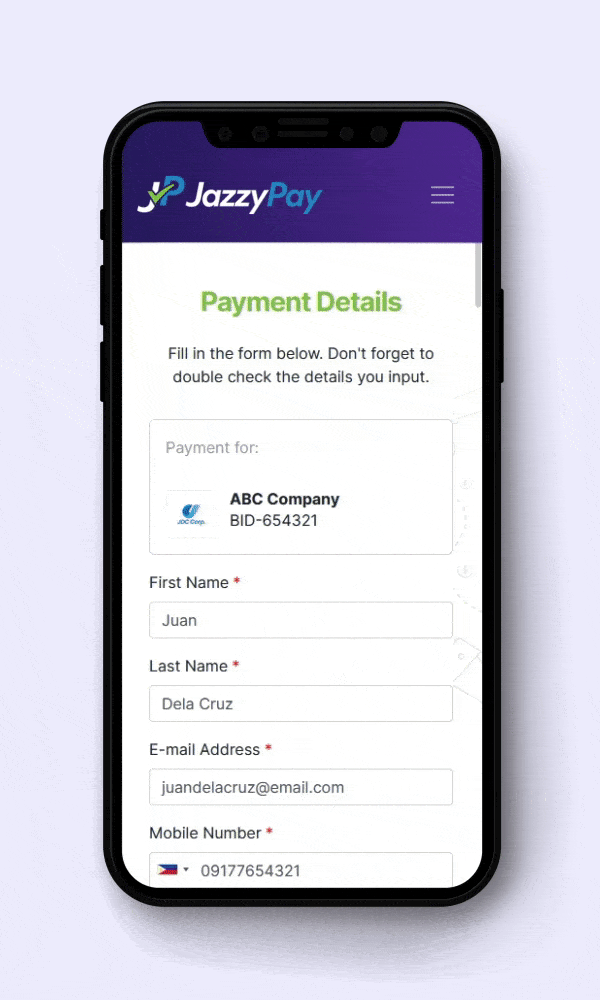 JP JazzyPay
Payment Details
Fill in the form below. Don't forget to
double check the details you input.
Payment for:
JDC Corp.
ABC Company
BID-654321
First Name *
Juan
Last Name *
Dela Cruz
E-mail Address *
juandelacruz@email.com
Mobile Number *
09177654321